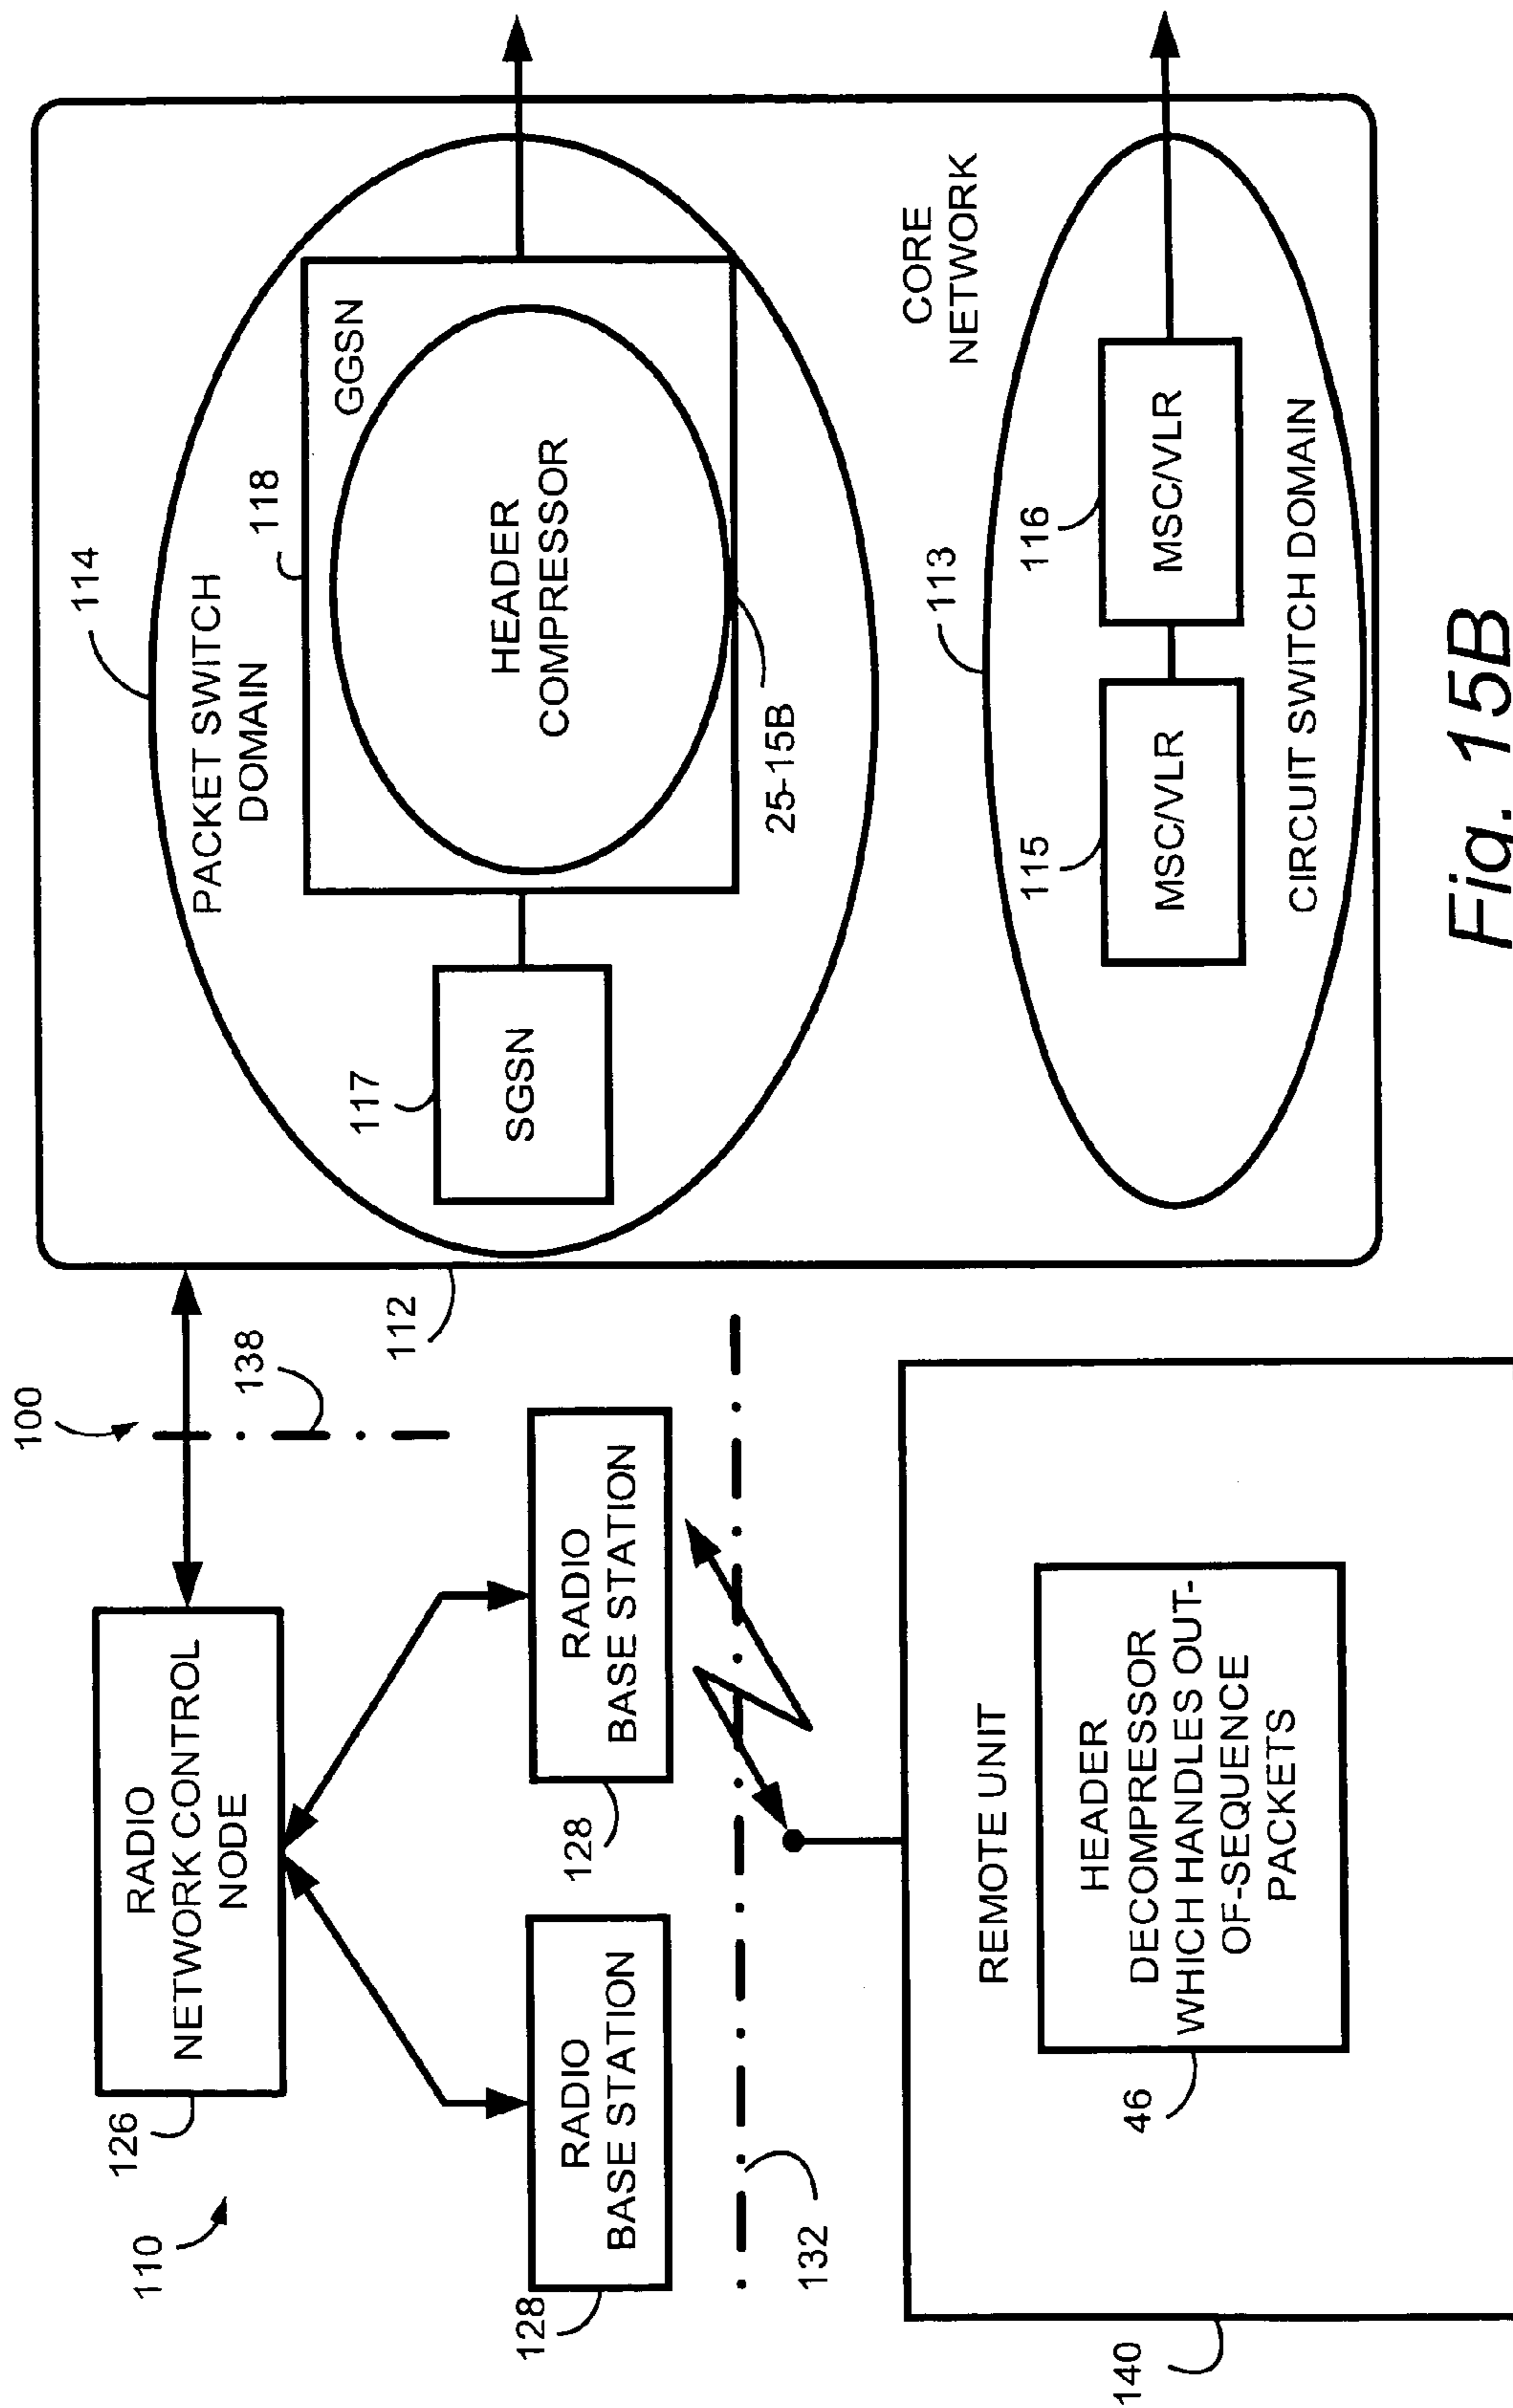 100
110
126
RADIO
NETWORK CONTROL
NODE
138
112
128
RADIO
BASE STATION
128
RADIO
BASE STATION
132
140
REMOTE UNIT
46
HEADER
DECOMPRESSOR
WHICH HANDLES OUT-
OF-SEQUENCE
PACKETS
114
PACKET SWITCH
DOMAIN
117
SGSN
118
GGSN
HEADER
COMPRESSOR
25-15B
CORE
NETWORK
113
115
MSC/VLR
116
MSC/VLR
CIRCUIT SWITCH DOMAIN
Fig. 15B